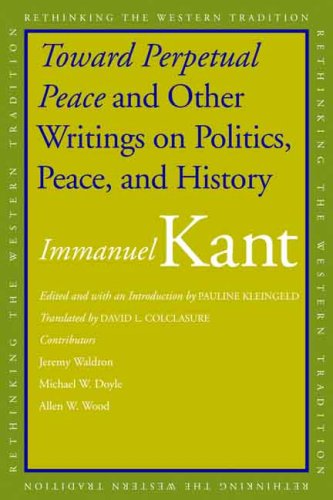 RETHINKING THE WESTERN TRADITION
Toward Perpetual
Peace and Other
Writings on Politics,
Peace, and History
Immanuel Kant
Edited and with an Introduction by PAULINE KLEINGELD
Translated by DAVID L. COLCLASURE
Contributors
Jeremy Waldron
Michael W. Doyle
Allen W. Wood
RETHINKING THE WESTERN TRADITION
RETHINKING THE WESTERN TRADITION
RETHINKING THE WESTERN TRADITION